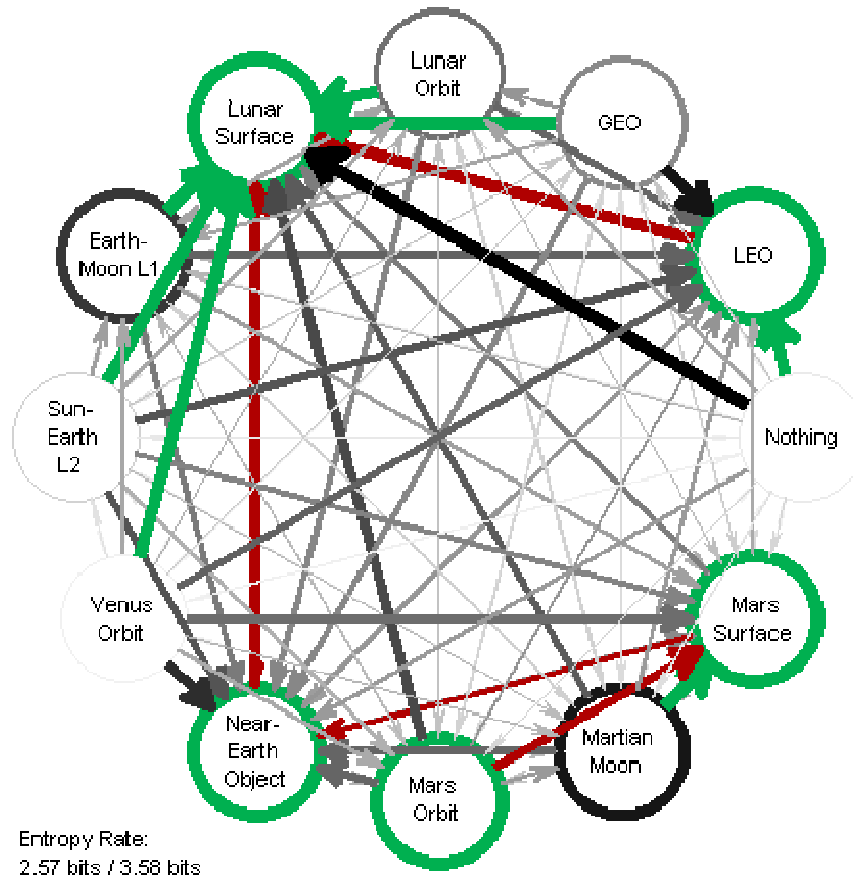 Lunar
Orbit
Lunar
Surface
GEO
Earth-
Moon L1
LEO
Sun-
Earth
L2
Nothing
Venus
Orbit
Mars
Surface
Near-
Earth
Object
Mars
Orbit
Martian
Moon
Entropy Rate:
2.57 bits / 3.58 bits